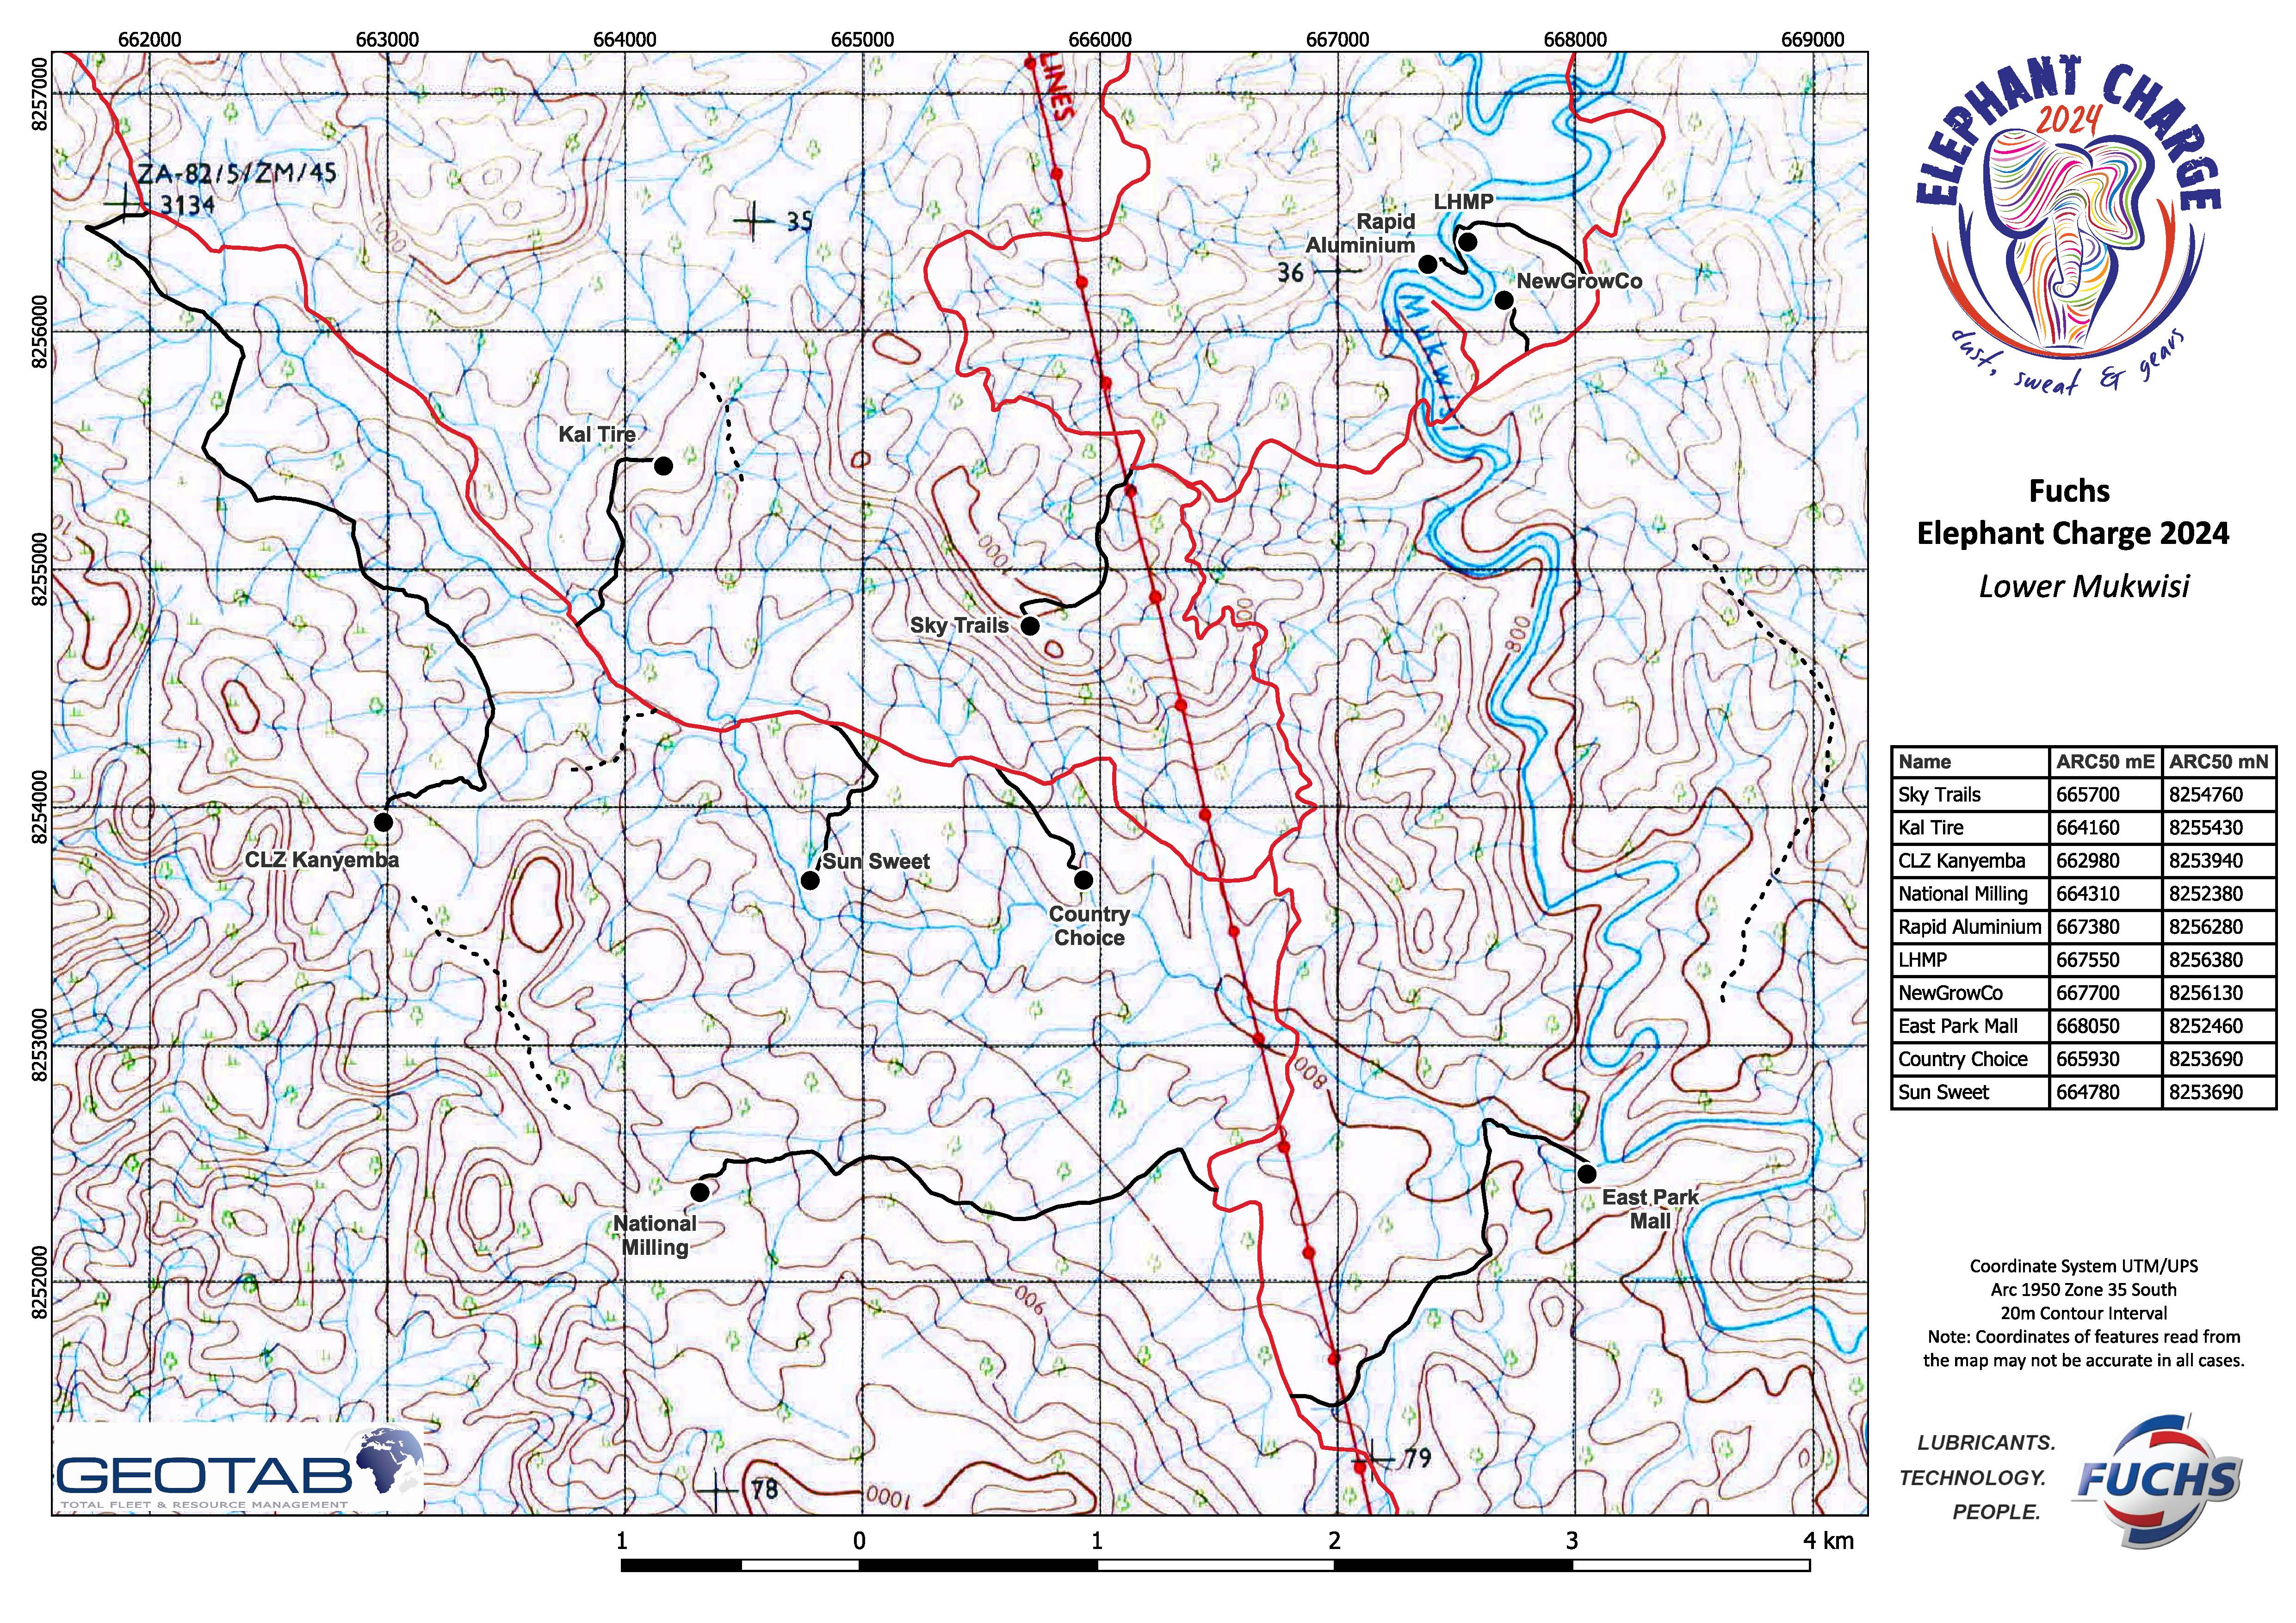 662000 663000 664000 665000 666000 667000 668000 669000
8257000
8256000
8255000
8254000
8253000
8252000
LINES
ZA-82/5/ZM/45
3134
1000
35
LHMP
Rapid
Aluminium
36
NewGrowCo
Mukwisi
Kal Tire
1000
Sky Trails
900
800
CLZ Kanyemba
Sun Sweet
Country
Choice
800
National
Milling
East Park
Mall
900
79
78
1000
GEOTAB
TOTAL FLEET & RESOURCE MANAGEMENT
1 0 1 2 3 4 km
ELEPHANT CHARGE
2024
dust, sweat & gears
Fuchs
Elephant Charge 2024
Lower Mukwisi
Name ARC50 mE ARC50 mN
Sky Trails 665700 8254760
Kal Tire 664160 8255430
CLZ Kanyemba 662980 8253940
National Milling 664310 8252380
Rapid Aluminium 667380 8256280
LHMP 667550 8256380
NewGrowCo 667700 8256130
East Park Mall 668050 8252460
Country Choice 665930 8253690
Sun Sweet 664780 8253690
Coordinate System UTM/UPS
Arc 1950 Zone 35 South
20m Contour Interval
Note: Coordinates of features read from
the map may not be accurate in all cases.
LUBRICANTS.
TECHNOLOGY.
PEOPLE.
FUCHS